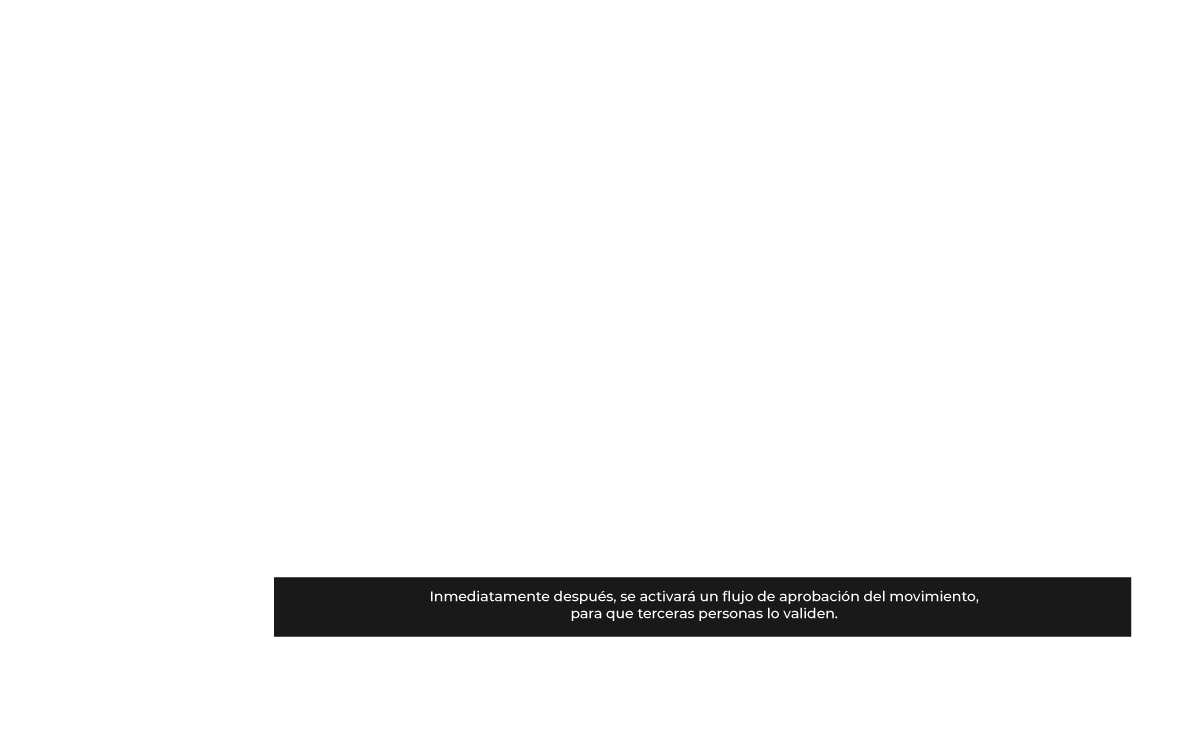 Inmediatamente después, se activará un flujo de aprobación del movimiento,
para que terceras personas lo validen.